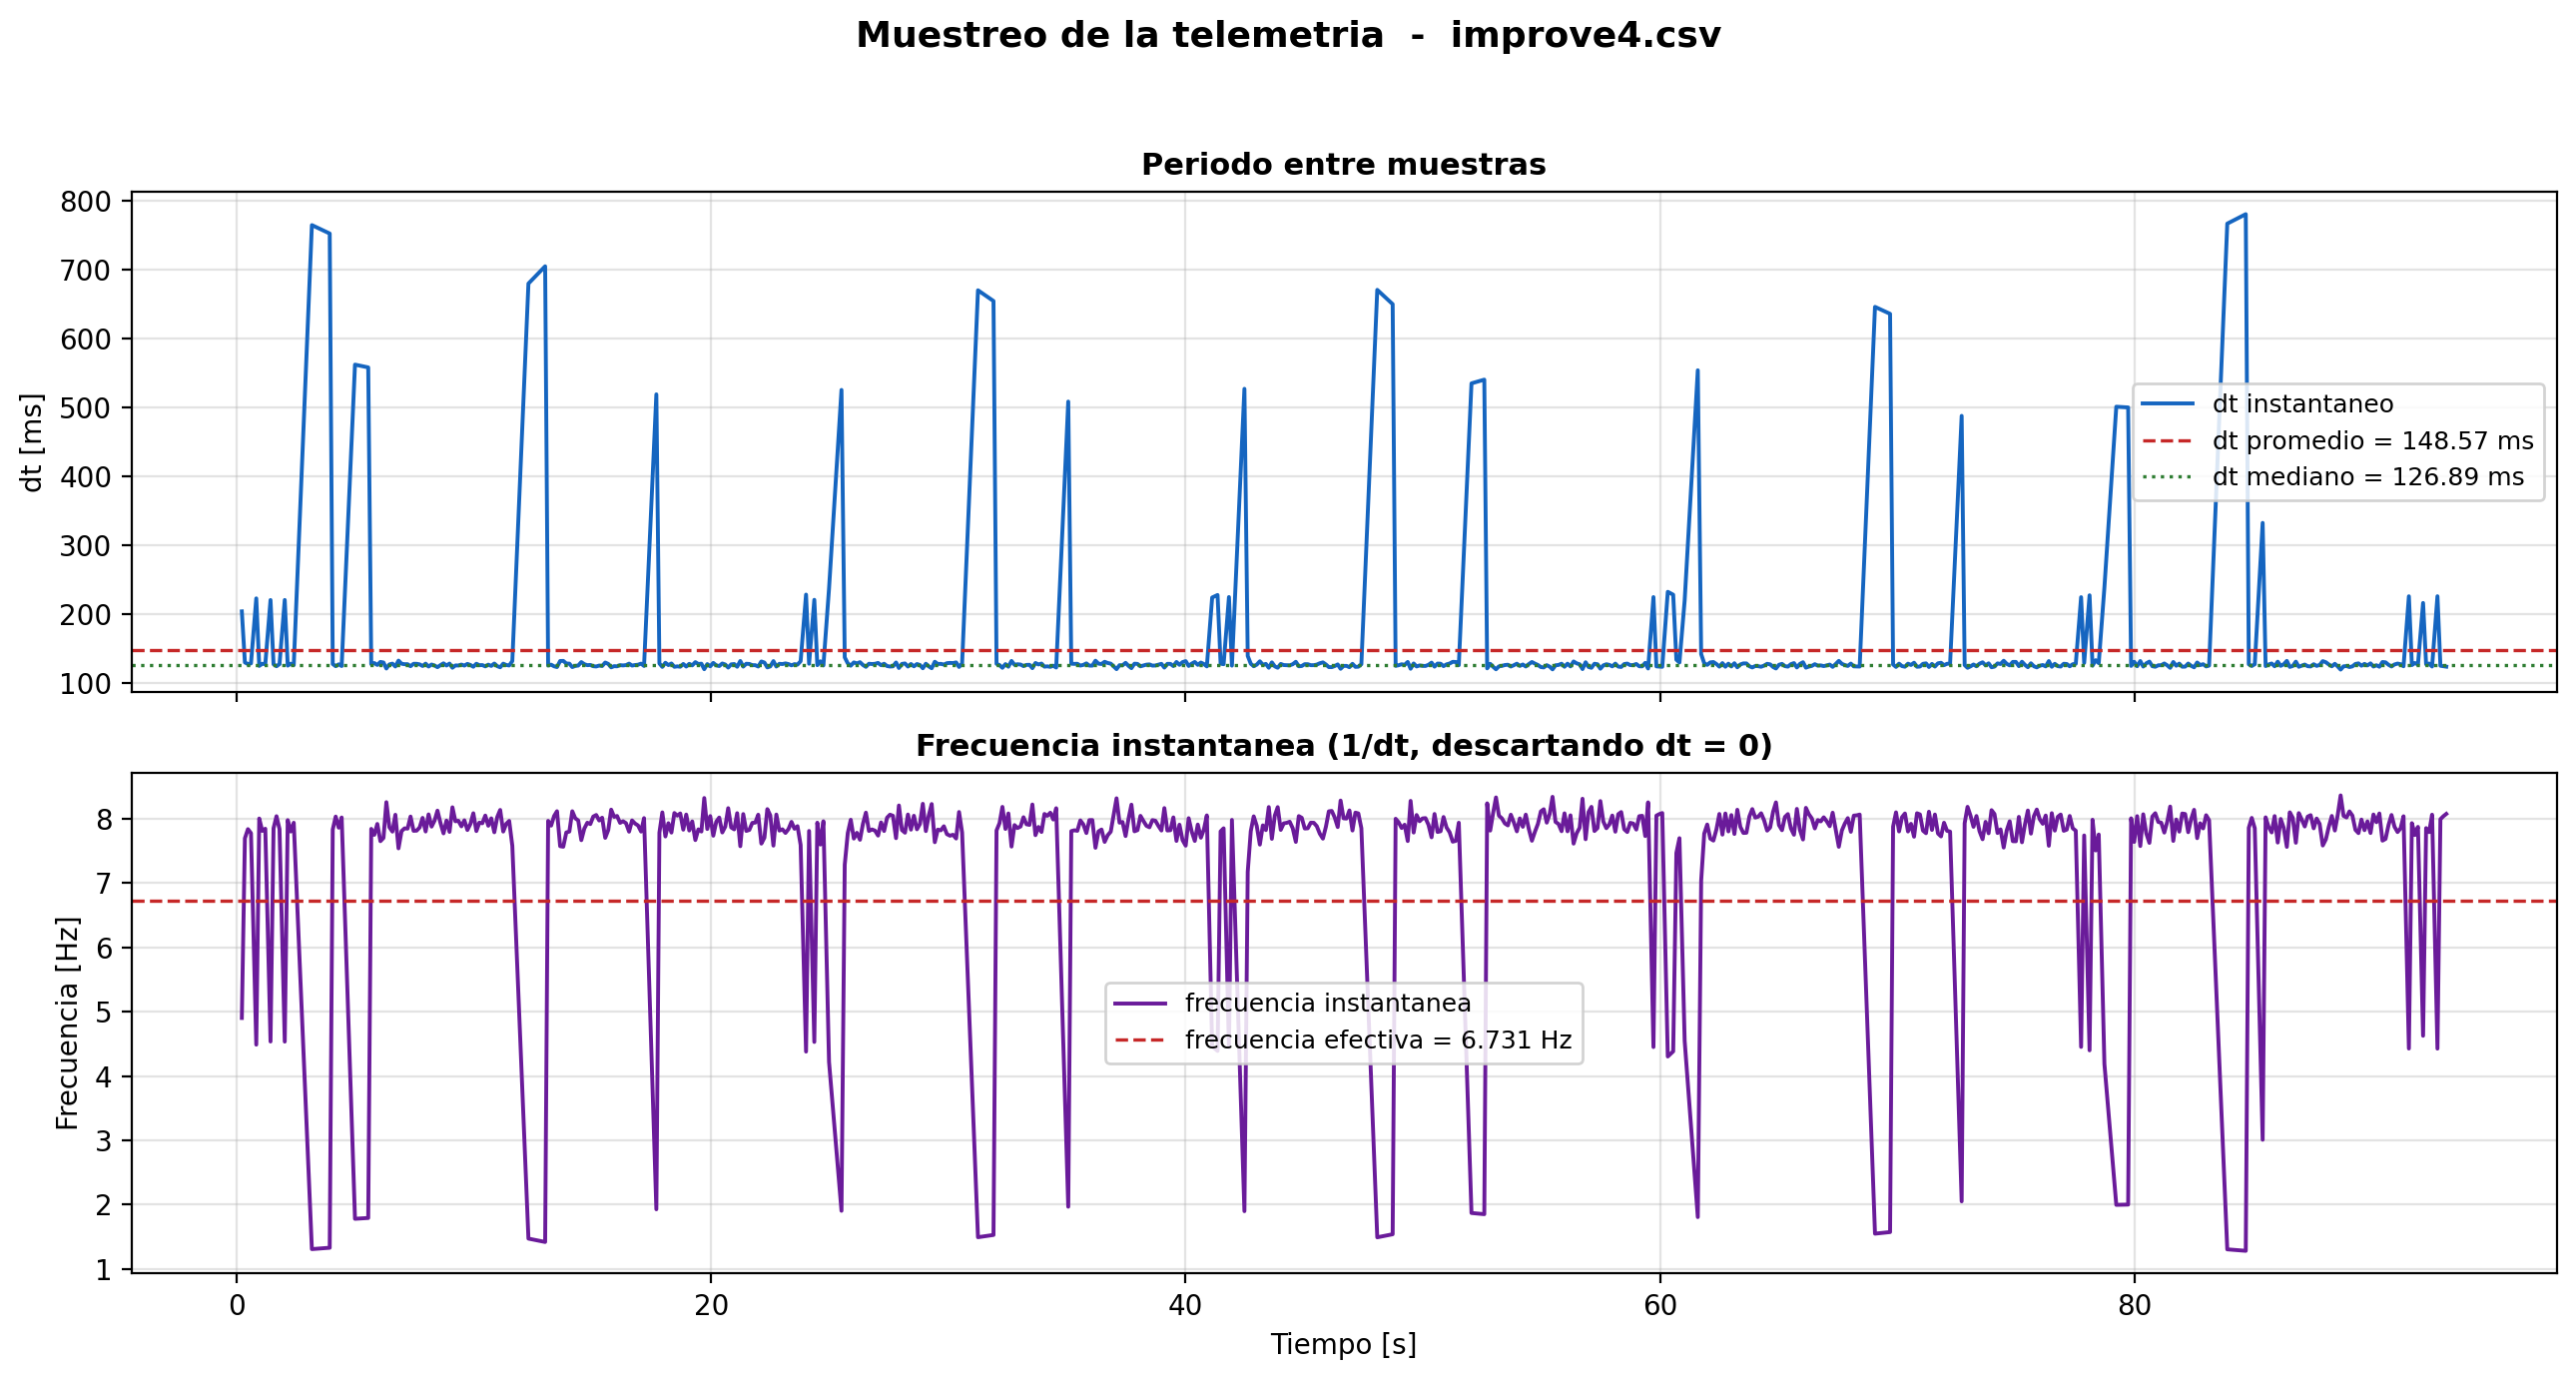 Muestreo de la telemetria - improve4.csv
Periodo entre muestras
800
700
600
500
400
300
200
100
dt [ms]
dt instantaneo
dt promedio = 148.57 ms
dt mediano = 126.89 ms
Frecuencia instantanea (1/dt, descartando dt = 0)
8
7
6
5
4
3
2
1
Frecuencia [Hz]
frecuencia instantanea
frecuencia efectiva = 6.731 Hz
0 20 40 60 80
Tiempo [s]